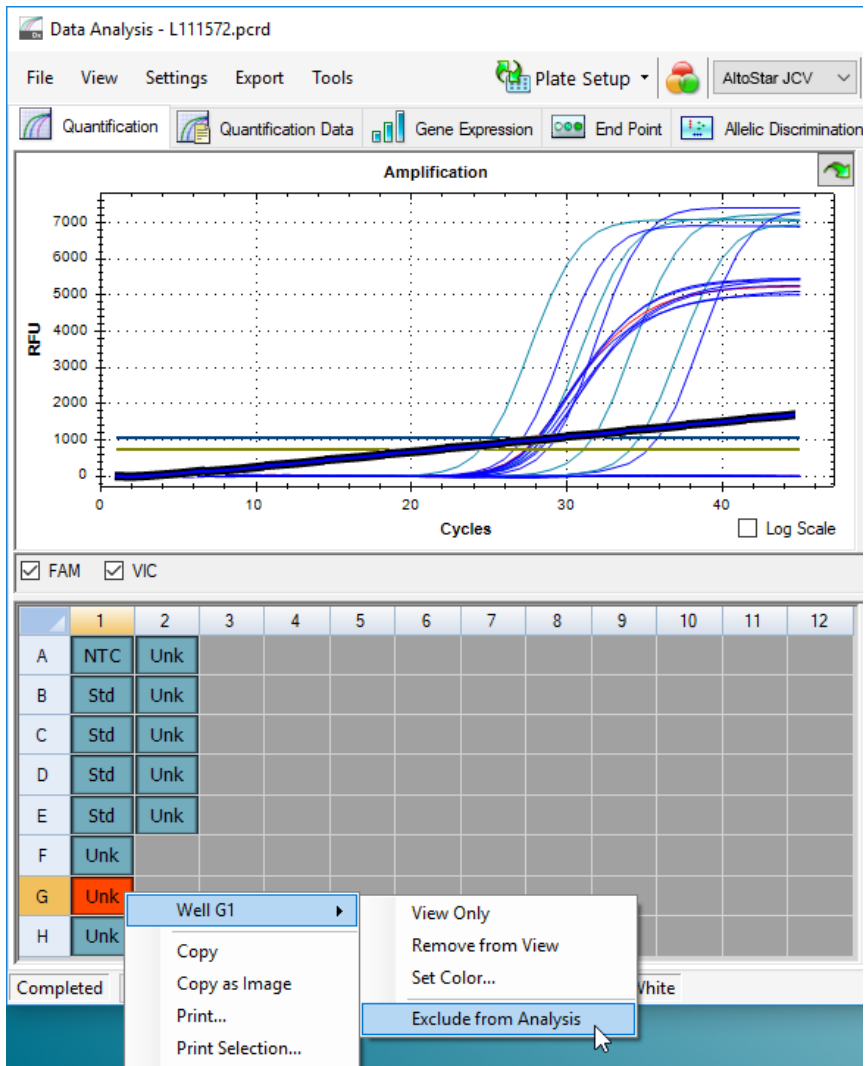 Data Analysis - L111572.pcrd
File View Settings Export Tools Plate Setup AltoStar JCV
Quantification Quantification Data Gene Expression End Point Allelic Discrimination
Amplification
7000
6000
5000
4000
3000
2000
1000
0
RFU
0 10 20 30 40
Cycles Log Scale
FAM VIC
1 2 3 4 5 6 7 8 9 10 11 12
A NTC Unk
B Std Unk
C Std Unk
D Std Unk
E Std Unk
F Unk
G Unk
H Unk
Well G1
Copy
Copy as Image
Print...
Print Selection...
View Only
Remove from View
Set Color...
Exclude from Analysis
Completed